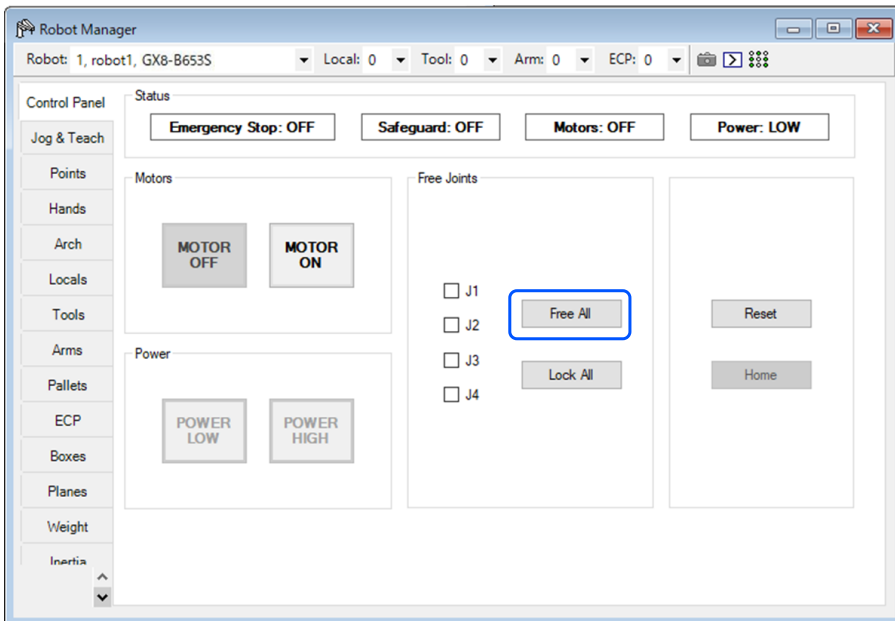 Robot Manager
Robot: 1, robot1, GX8-B653S Local: 0 Tool: 0 Arm: 0 ECP: 0
Control Panel
Jog & Teach
Points
Hands
Arch
Locals
Tools
Arms
Pallets
ECP
Boxes
Planes
Weight
Inertia
Status
Emergency Stop: OFF Safeguard: OFF Motors: OFF Power: LOW
Motors
MOTOR
OFF
MOTOR
ON
Power
POWER
LOW
POWER
HIGH
Free Joints
J1
J2
J3
J4
Free All
Lock All
Reset
Home